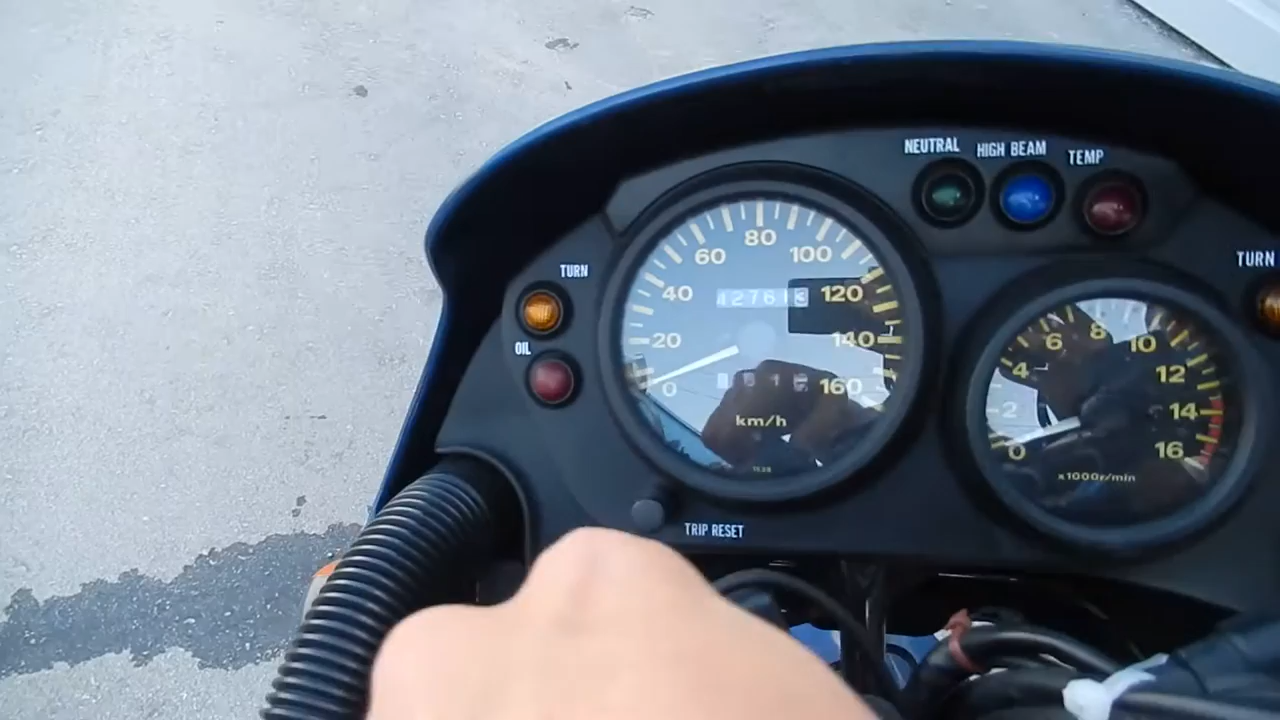 NEUTRAL
HIGH BEAM
TEMP
TURN
OIL
20
40
60
80
100
120
140
160
0
427613
km/h
TRIP RESET
TURN
0
2
4
6
8
10
12
14
16
x1000r/min